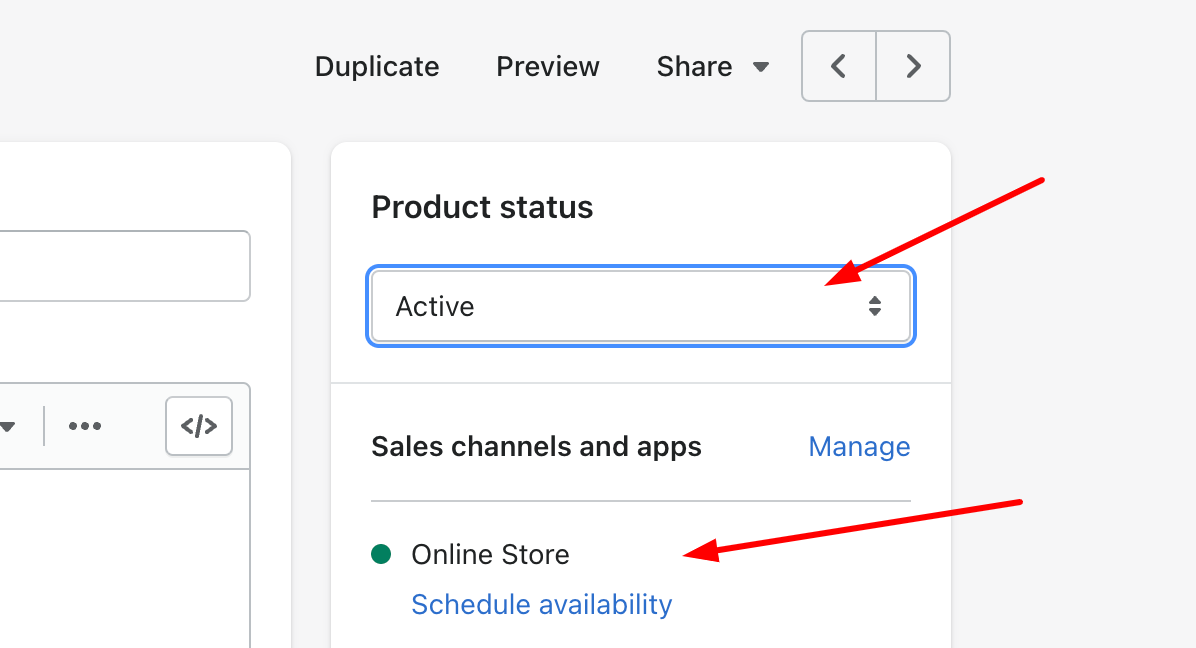 Duplicate Preview Share
Product status
Active
</>
Sales channels and apps Manage
Online Store
Schedule availability